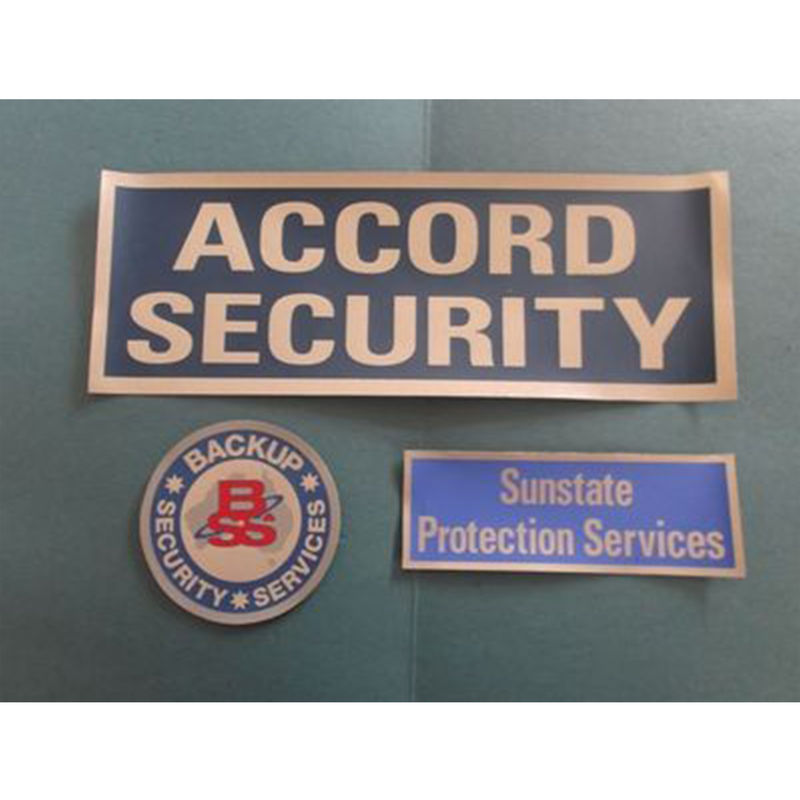 ACCORD
SECURITY
BACKUP
SECURITY * SERVICES
BSS
Sunstate
Protection Services